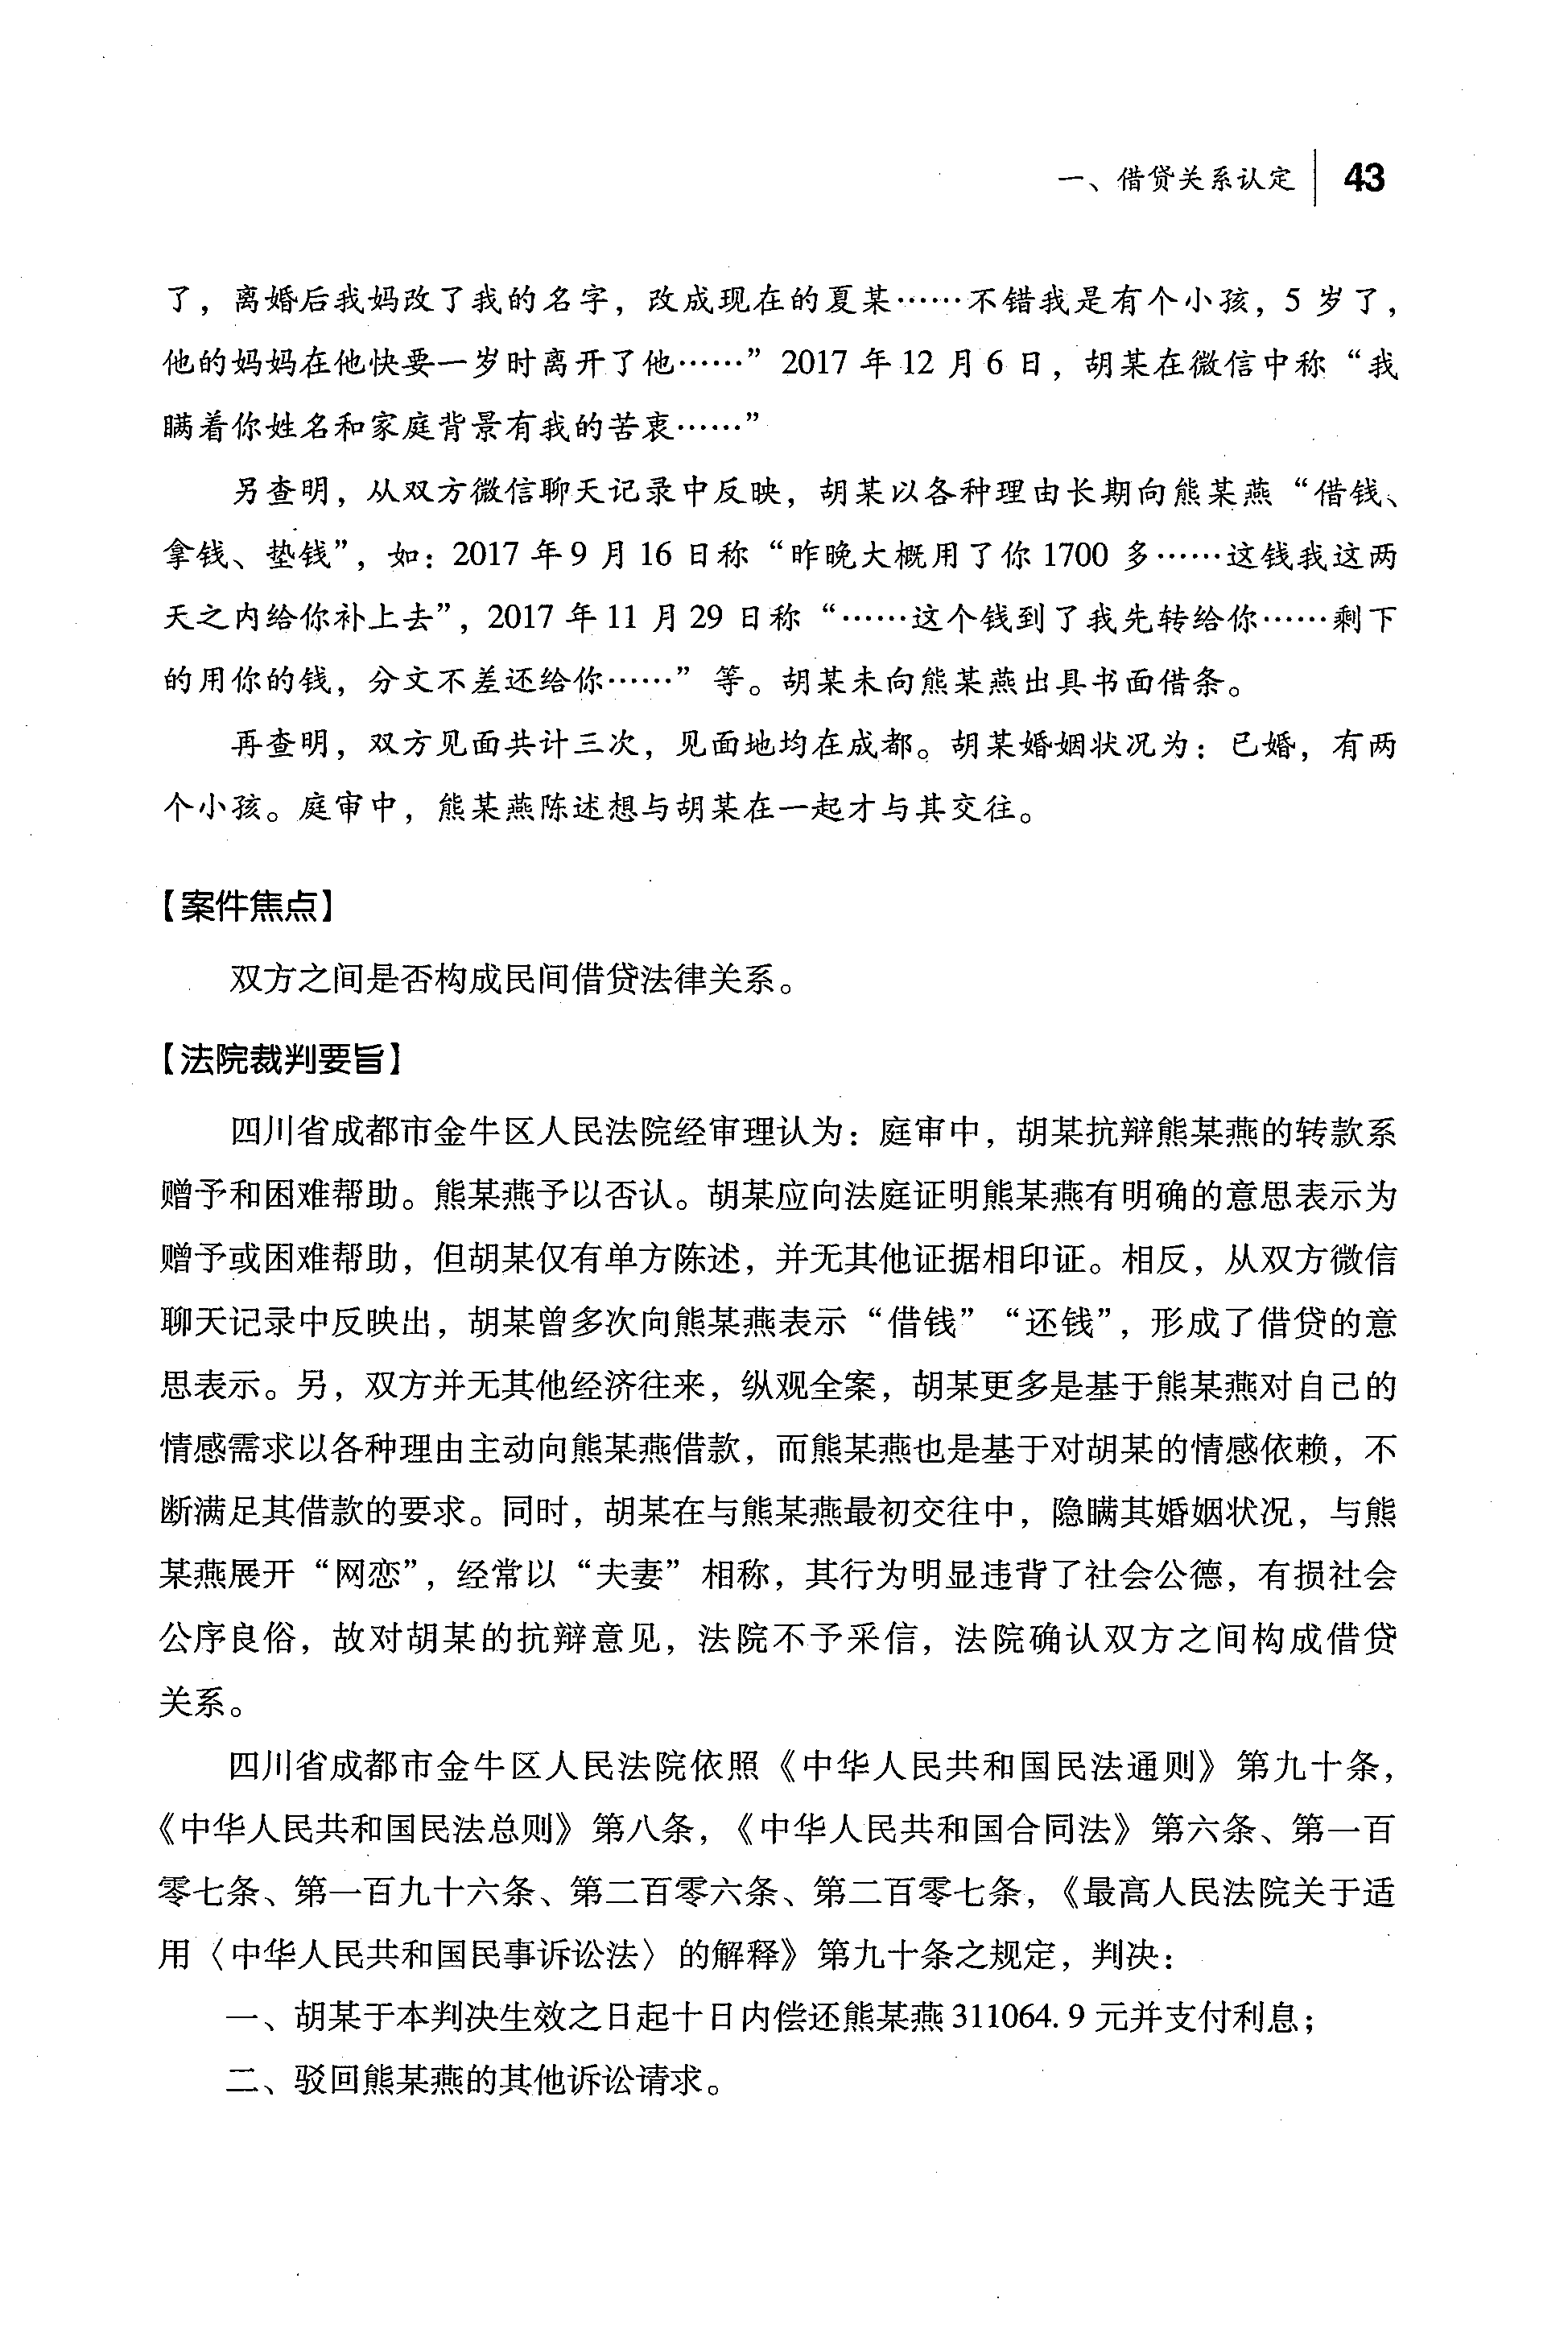 一、借贷关系认定 43
了，离婚后我妈改了我的名字，改成现在的夏某……不错我是有个小孩，5 岁了，
他的妈妈在他快要一岁时离开了他……”2017 年 12 月 6 日，胡某在微信中称“我
瞒着你姓名和家庭背景有我的苦衷……”
另查明，从双方微信聊天记录中反映，胡某以各种理由长期向熊某燕“借钱、
拿钱、垫钱”，如：2017 年 9 月 16 日称“昨晚大概用了你 1700 多……这钱我这两
天之内给你补上去”，2017 年 11 月 29 日称“……这个钱到了我先转给你……剩下
的用你的钱，分文不差还给你……”等。胡某未向熊某燕出具书面借条。
再查明，双方见面共计三次，见面地均在成都。胡某婚姻状况为：已婚，有两
个小孩。庭审中，熊某燕陈述想与胡某在一起才与其交往。
【案件焦点】
双方之间是否构成民间借贷法律关系。
【法院裁判要旨】
四川省成都市金牛区人民法院经审理认为：庭审中，胡某抗辩熊某燕的转款系
赠予和困难帮助。熊某燕予以否认。胡某应向法庭证明熊某燕有明确的意思表示为
赠予或困难帮助，但胡某仅有单方陈述，并无其他证据相印证。相反，从双方微信
聊天记录中反映出，胡某曾多次向熊某燕表示“借钱”“还钱”，形成了借贷的意
思表示。另，双方并无其他经济往来，纵观全案，胡某更多是基于熊某燕对自己的
情感需求以各种理由主动向熊某燕借款，而熊某燕也是基于对胡某的情感依赖，不
断满足其借款的要求。同时，胡某在与熊某燕最初交往中，隐瞒其婚姻状况，与熊
某燕展开“网恋”，经常以“夫妻”相称，其行为明显违背了社会公德，有损社会
公序良俗，故对胡某的抗辩意见，法院不予采信，法院确认双方之间构成借贷
关系。
四川省成都市金牛区人民法院依照《中华人民共和国民法通则》第九十条，
《中华人民共和国民法总则》第八条，《中华人民共和国合同法》第六条、第一百
零七条、第一百九十六条、第二百零六条、第二百零七条，《最高人民法院关于适
用〈中华人民共和国民事诉讼法〉的解释》第九十条之规定，判决：
一、胡某于本判决生效之日起十日内偿还熊某燕 311064.9 元并支付利息；
二、驳回熊某燕的其他诉讼请求。